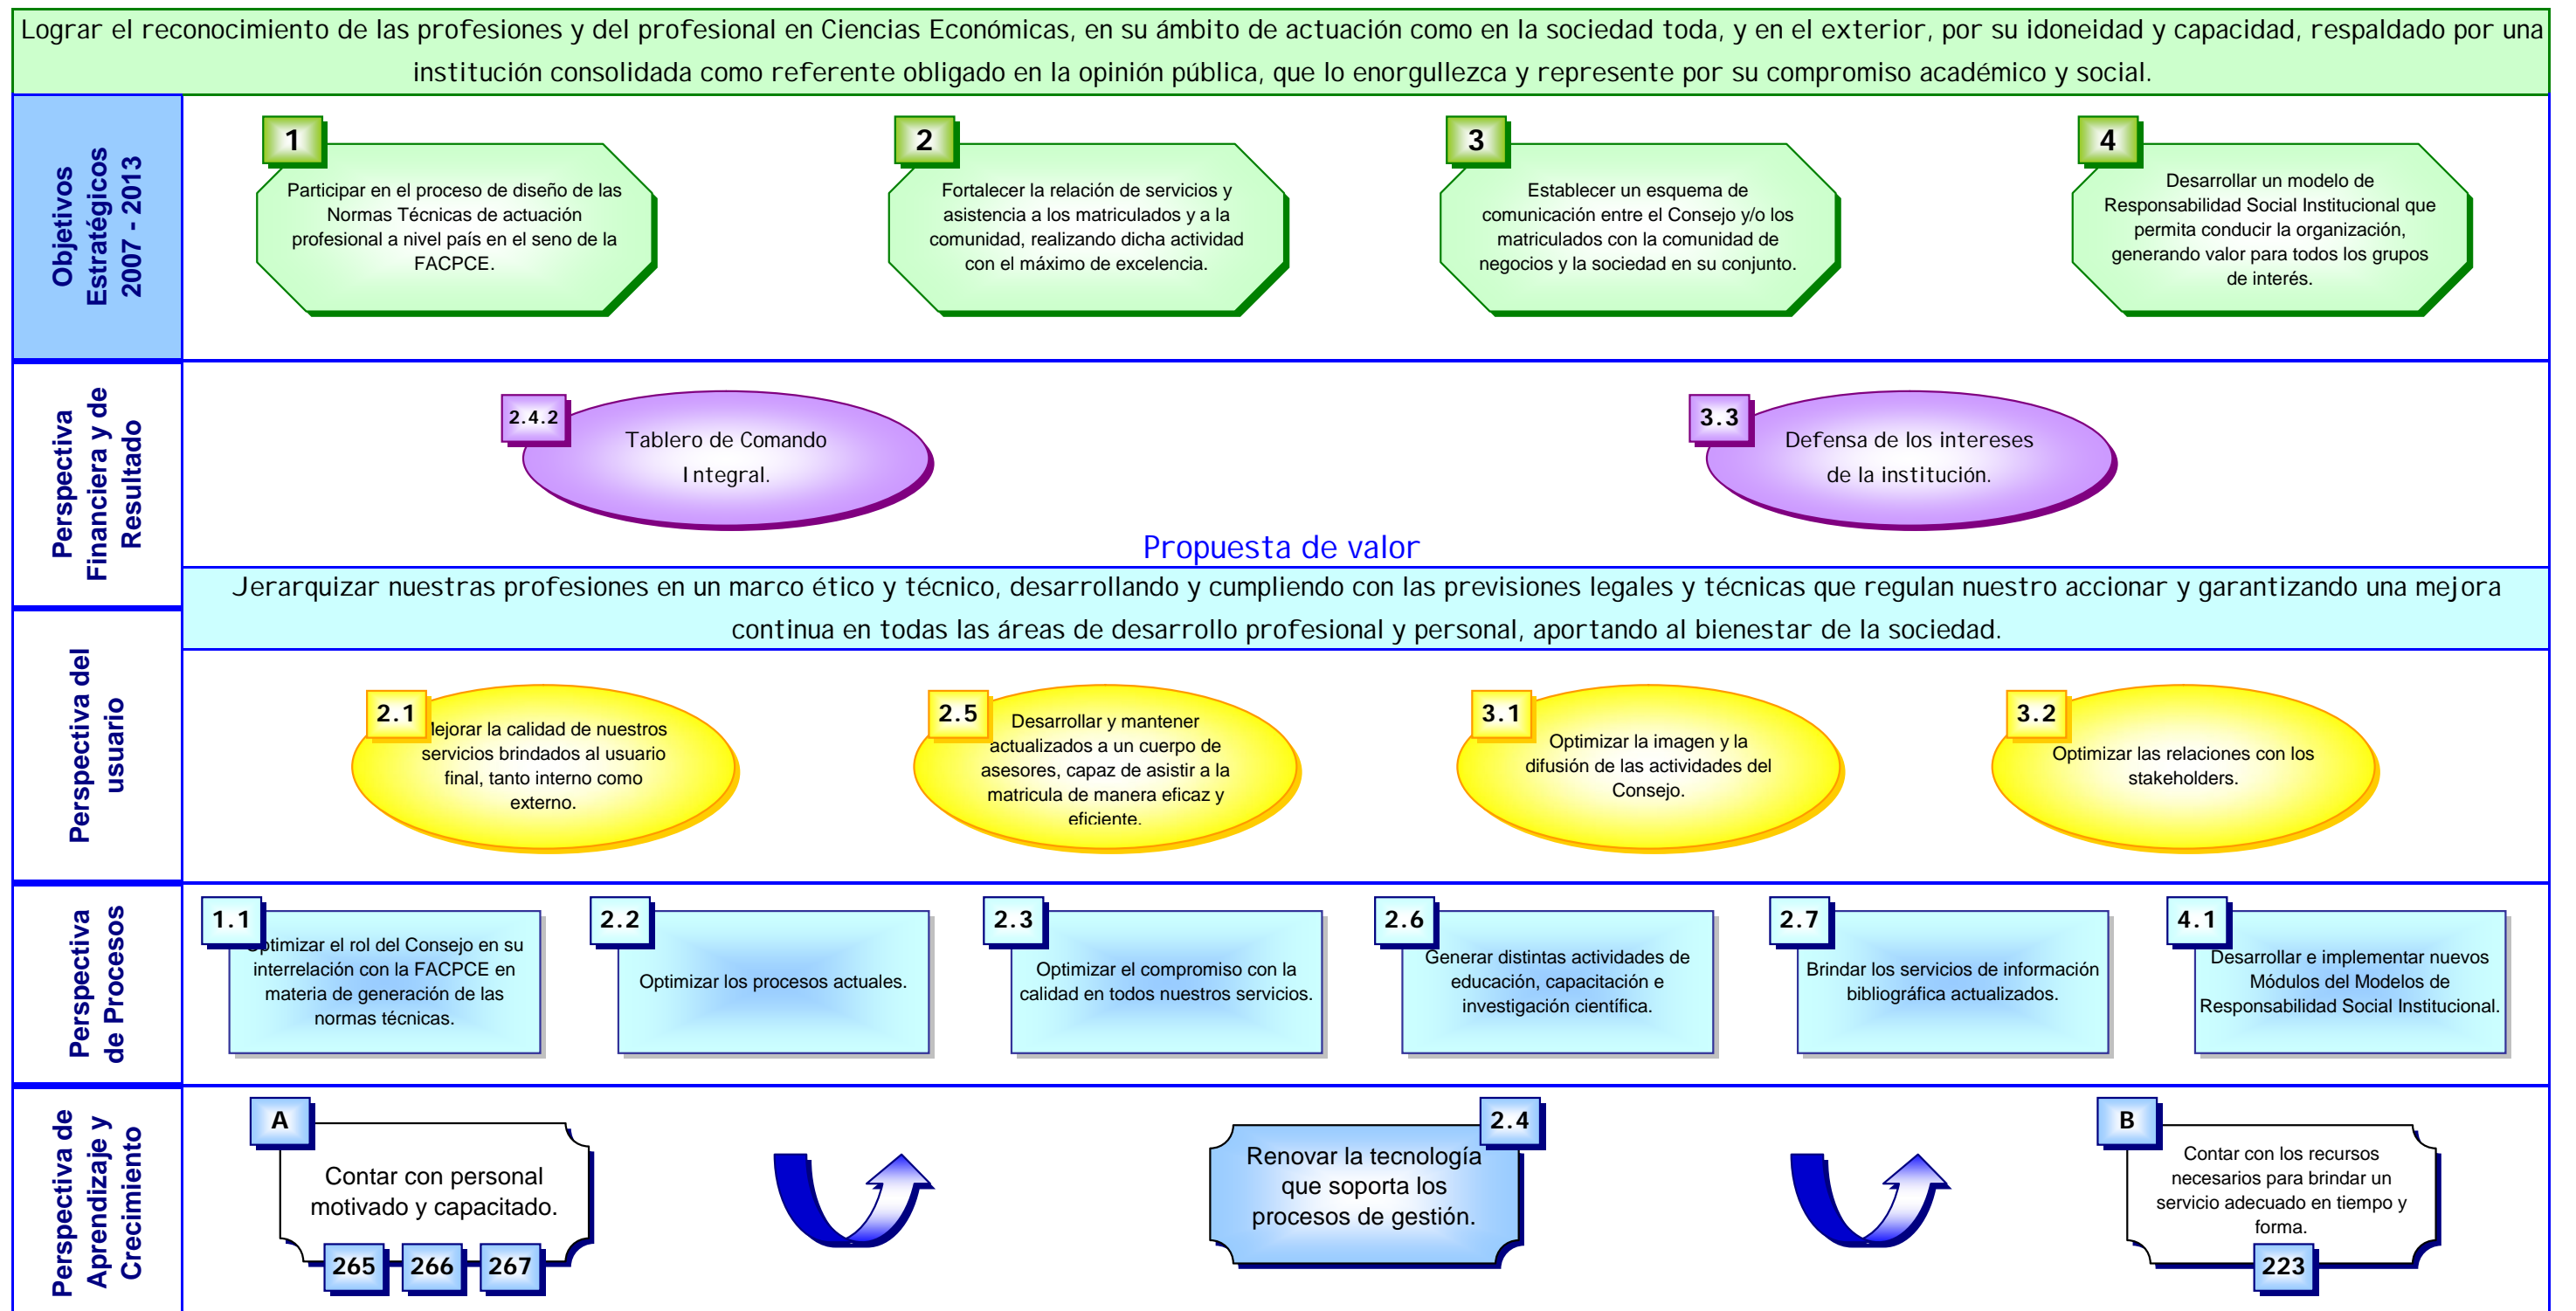 Lograr el reconocimiento de las profesiones y del profesional en Ciencias Económicas, en su ámbito de actuación como en la sociedad toda, y en el exterior, por su idoneidad y capacidad, respaldado por una
institución consolidada como referente obligado en la opinión pública, que lo enorgullezca y represente por su compromiso académico y social.
Objetivos
Estratégicos
2007 - 2013
1
Participar en el proceso de diseño de las
Normas Técnicas de actuación
profesional a nivel país en el seno de la
FACPCE.
2
Fortalecer la relación de servicios y
asistencia a los matriculados y a la
comunidad, realizando dicha actividad
con el máximo de excelencia.
3
Establecer un esquema de
comunicación entre el Consejo y/o los
matriculados con la comunidad de
negocios y la sociedad en su conjunto.
4
Desarrollar un modelo de
Responsabilidad Social Institucional que
permita conducir la organización,
generando valor para todos los grupos
de interés.
Perspectiva
Financiera y de
Resultado
2.4.2
Tablero de Comando
Integral.
3.3
Defensa de los intereses
de la institución.
Propuesta de valor
Jerarquizar nuestras profesiones en un marco ético y técnico, desarrollando y cumpliendo con las previsiones legales y técnicas que regulan nuestro accionar y garantizando una mejora
continua en todas las áreas de desarrollo profesional y personal, aportando al bienestar de la sociedad.
Perspectiva del
usuario
2.1
Mejorar la calidad de nuestros
servicios brindados al usuario
final, tanto interno como
externo.
2.5
Desarrollar y mantener
actualizados a un cuerpo de
asesores, capaz de asistir a la
matricula de manera eficaz y
eficiente.
3.1
Optimizar la imagen y la
difusión de las actividades del
Consejo.
3.2
Optimizar las relaciones con los
stakeholders.
Perspectiva
de Procesos
1.1
Optimizar el rol del Consejo en su
interrelación con la FACPCE en
materia de generación de las
normas técnicas.
2.2
Optimizar los procesos actuales.
2.3
Optimizar el compromiso con la
calidad en todos nuestros servicios.
2.6
Generar distintas actividades de
educación, capacitación e
investigación científica.
2.7
Brindar los servicios de información
bibliográfica actualizados.
4.1
Desarrollar e implementar nuevos
Módulos del Modelos de
Responsabilidad Social Institucional.
Perspectiva de
Aprendizaje y
Crecimiento
A
Contar con personal
motivado y capacitado.
265 266 267
2.4
Renovar la tecnología
que soporta los
procesos de gestión.
B
Contar con los recursos
necesarios para brindar un
servicio adecuado en tiempo y
forma.
223